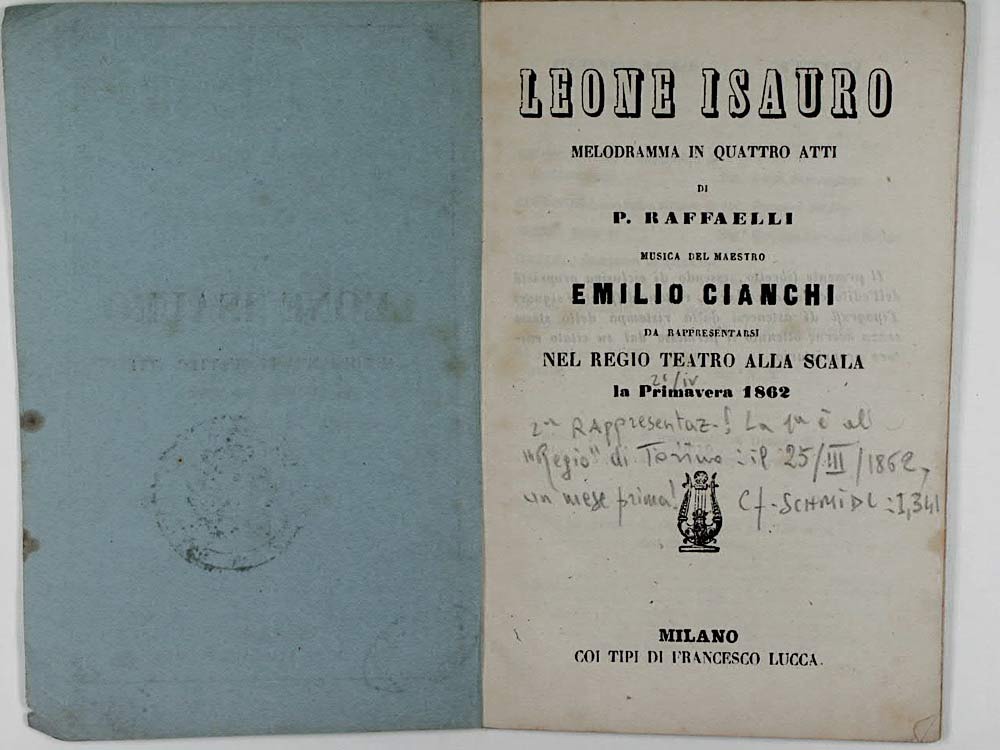 LEONE ISAURO
MELODRAMMA IN QUATTRO ATTI
DI
P. RAFFAELLI
MUSICA DEL MAESTRO
EMILIO CIANCHI
DA RAPPRESENTARSI
NEL REGIO TEATRO ALLA SCALA
la Primavera 1862
2ª RAppresentaz.! La 1ª è al
"Regio" di Torino: il 25/III/1862,
un mese prima! Cf. SCHMIDL: I, 341
MILANO
COI TIPI DI FRANCESCO LUCCA.